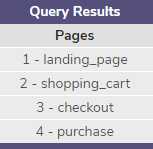 Query Results
Pages
1 - landing_page
2 - shopping_cart
3 - checkout
4 - purchase